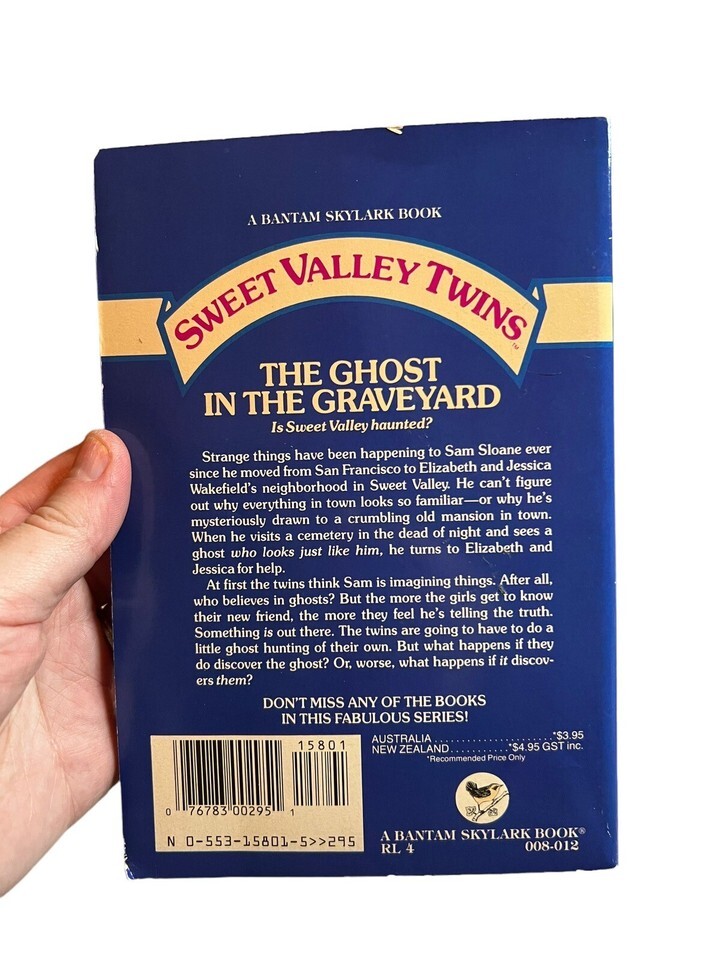 A BANTAM SKYLARK BOOK
SWEET VALLEY TWINS™
THE GHOST
IN THE GRAVEYARD
Is Sweet Valley haunted?
Strange things have been happening to Sam Sloane ever
since he moved from San Francisco to Elizabeth and Jessica
Wakefield's neighborhood in Sweet Valley. He can't figure
out why everything in town looks so familiar—or why he's
mysteriously drawn to a crumbling old mansion in town.
When he visits a cemetery in the dead of night and sees a
ghost who looks just like him, he turns to Elizabeth and
Jessica for help.
At first the twins think Sam is imagining things. After all,
who believes in ghosts? But the more the girls get to know
their new friend, the more they feel he's telling the truth.
Something is out there. The twins are going to have to do a
little ghost hunting of their own. But what happens if they
do discover the ghost? Or, worse, what happens if it discov-
ers them?
DON'T MISS ANY OF THE BOOKS
IN THIS FABULOUS SERIES!
15801
0 76783 00295 1
N 0-553-15801-5>>295
AUSTRALIA ..................... *$3.95
NEW ZEALAND .......... *$4.95 GST inc.
*Recommended Price Only
A BANTAM SKYLARK BOOK®
RL 4 008-012